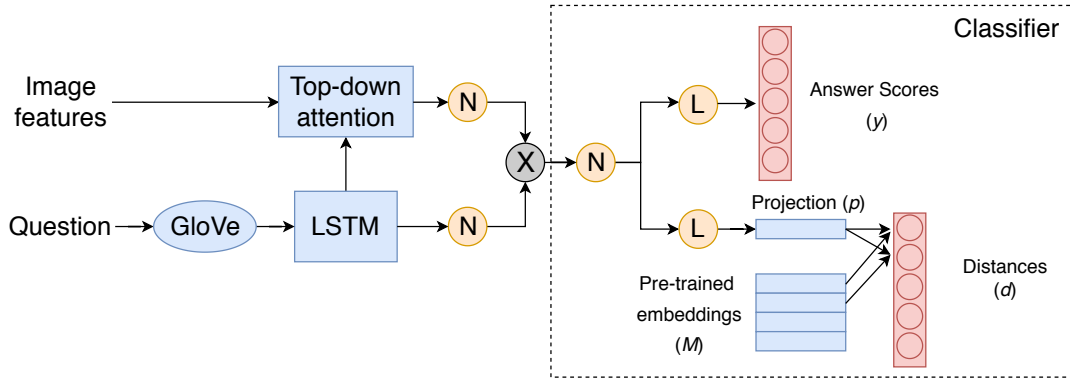 Classifier
Image
features
Top-down
attention
N
Question
GloVe
LSTM
N
X
N
L
Answer Scores
(y)
L
Projection (p)
Pre-trained
embeddings
(M)
Distances
(d)